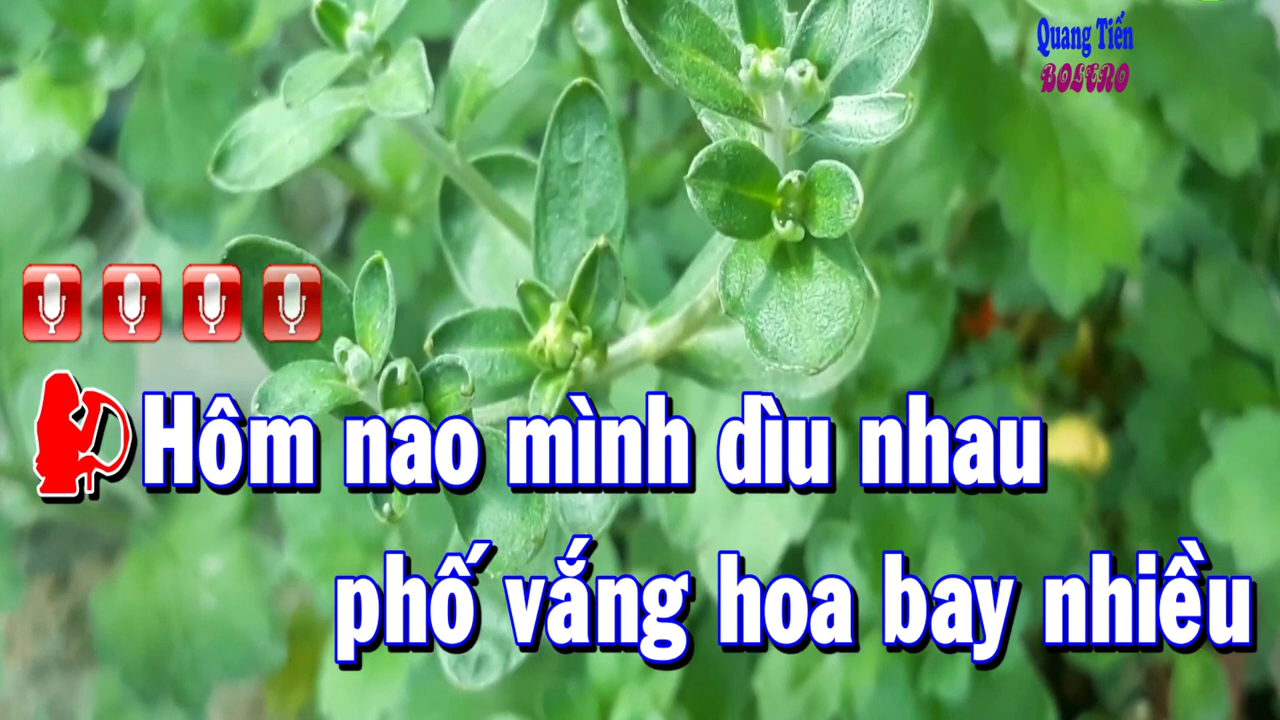 Quang Tiến
BOLERO
Hôm nao mình dìu nhau
phố vắng hoa bay nhiều